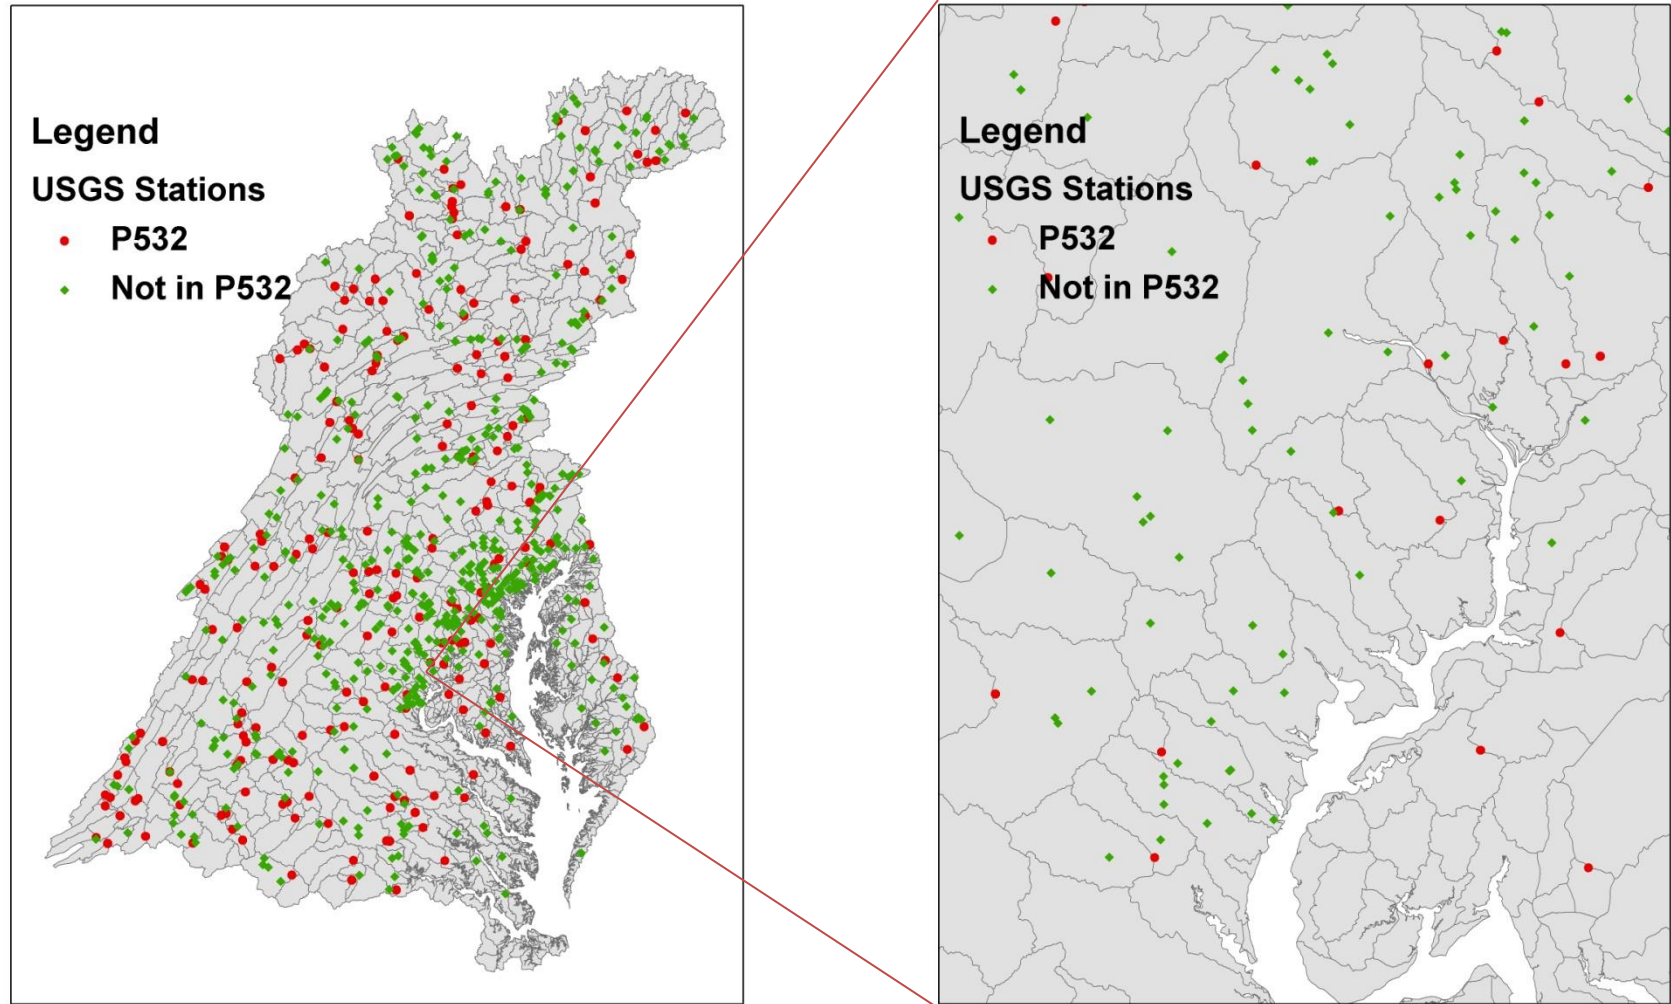 Legend
USGS Stations
P532
Not in P532
Legend
USGS Stations
P532
Not in P532